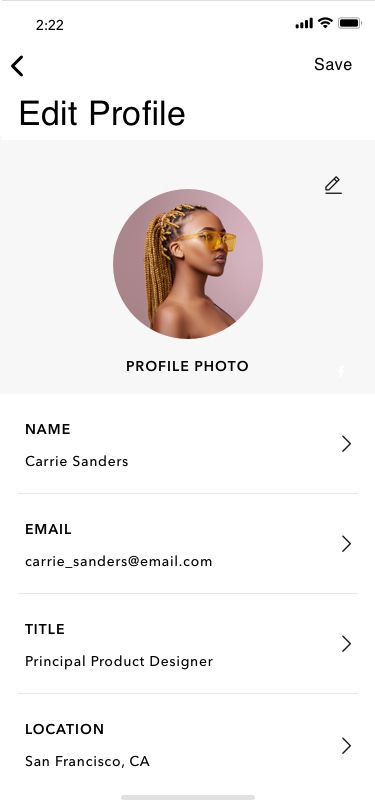 2:22
Save
Edit Profile
PROFILE PHOTO
NAME
Carrie Sanders
EMAIL
carrie_sanders@email.com
TITLE
Principal Product Designer
LOCATION
San Francisco, CA